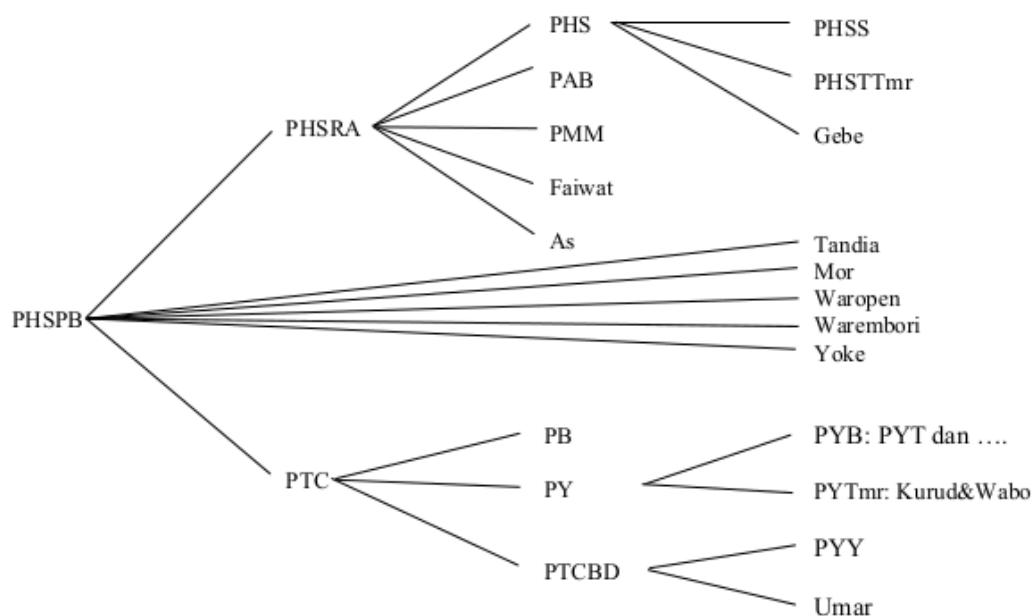 PHS
PHSS
PAB
PHSTTmr
PHSRA
PMM
Gebe
Faiwat
As
Tandia
Mor
Waropen
PHSPB
Warembori
Yoke
PB
PYB: PYT dan ….
PTC
PY
PYTmr: Kurud&Wabo
PYY
PTCBD
Umar